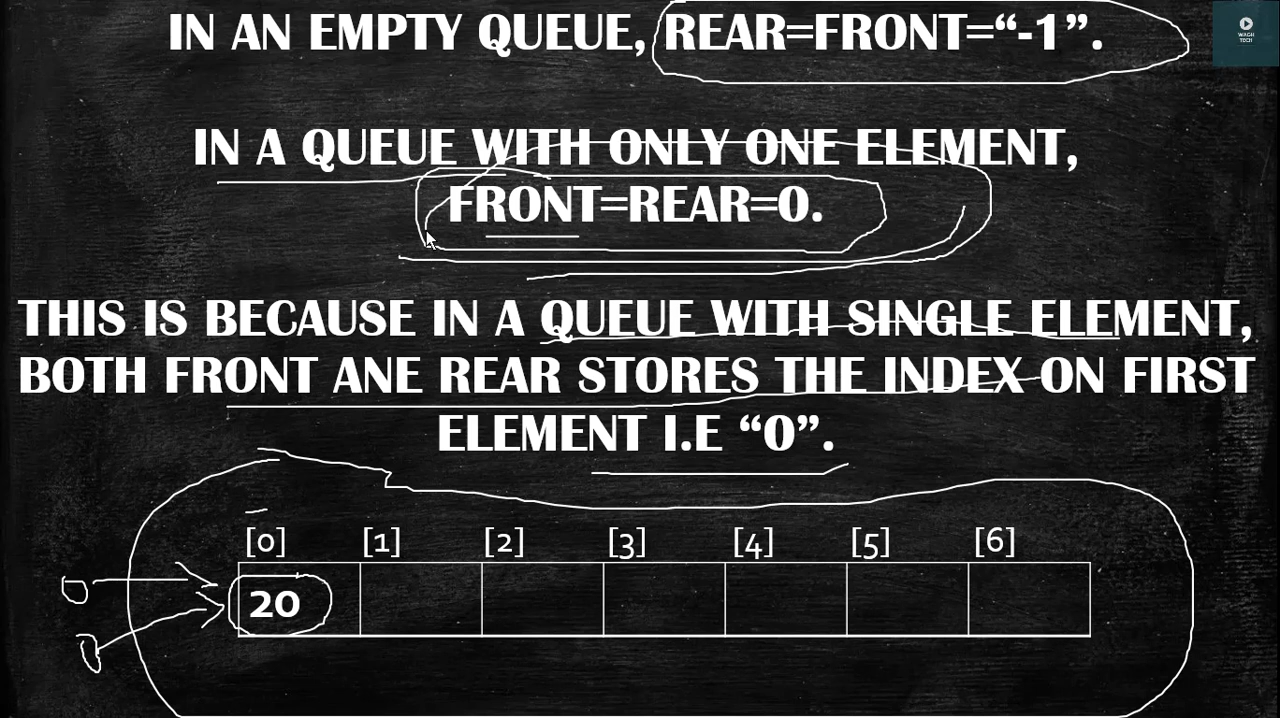 IN AN EMPTY QUEUE, REAR=FRONT=“-1”.
WAGH
TECH
IN A QUEUE WITH ONLY ONE ELEMENT,
FRONT=REAR=0.
THIS IS BECAUSE IN A QUEUE WITH SINGLE ELEMENT,
BOTH FRONT ANE REAR STORES THE INDEX ON FIRST
ELEMENT I.E “0”.
[0] [1] [2] [3] [4] [5] [6]
20